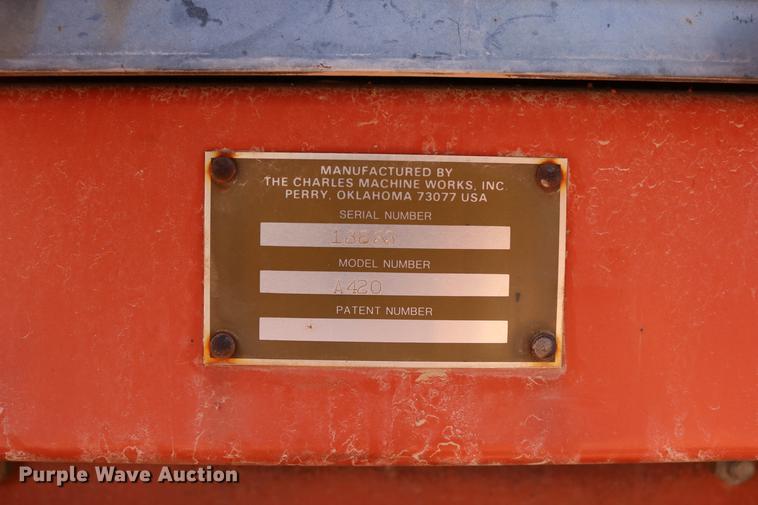 MANUFACTURED BY
THE CHARLES MACHINE WORKS, INC.
PERRY, OKLAHOMA 73077 USA
SERIAL NUMBER
MODEL NUMBER
A420
PATENT NUMBER
Purple Wave Auction